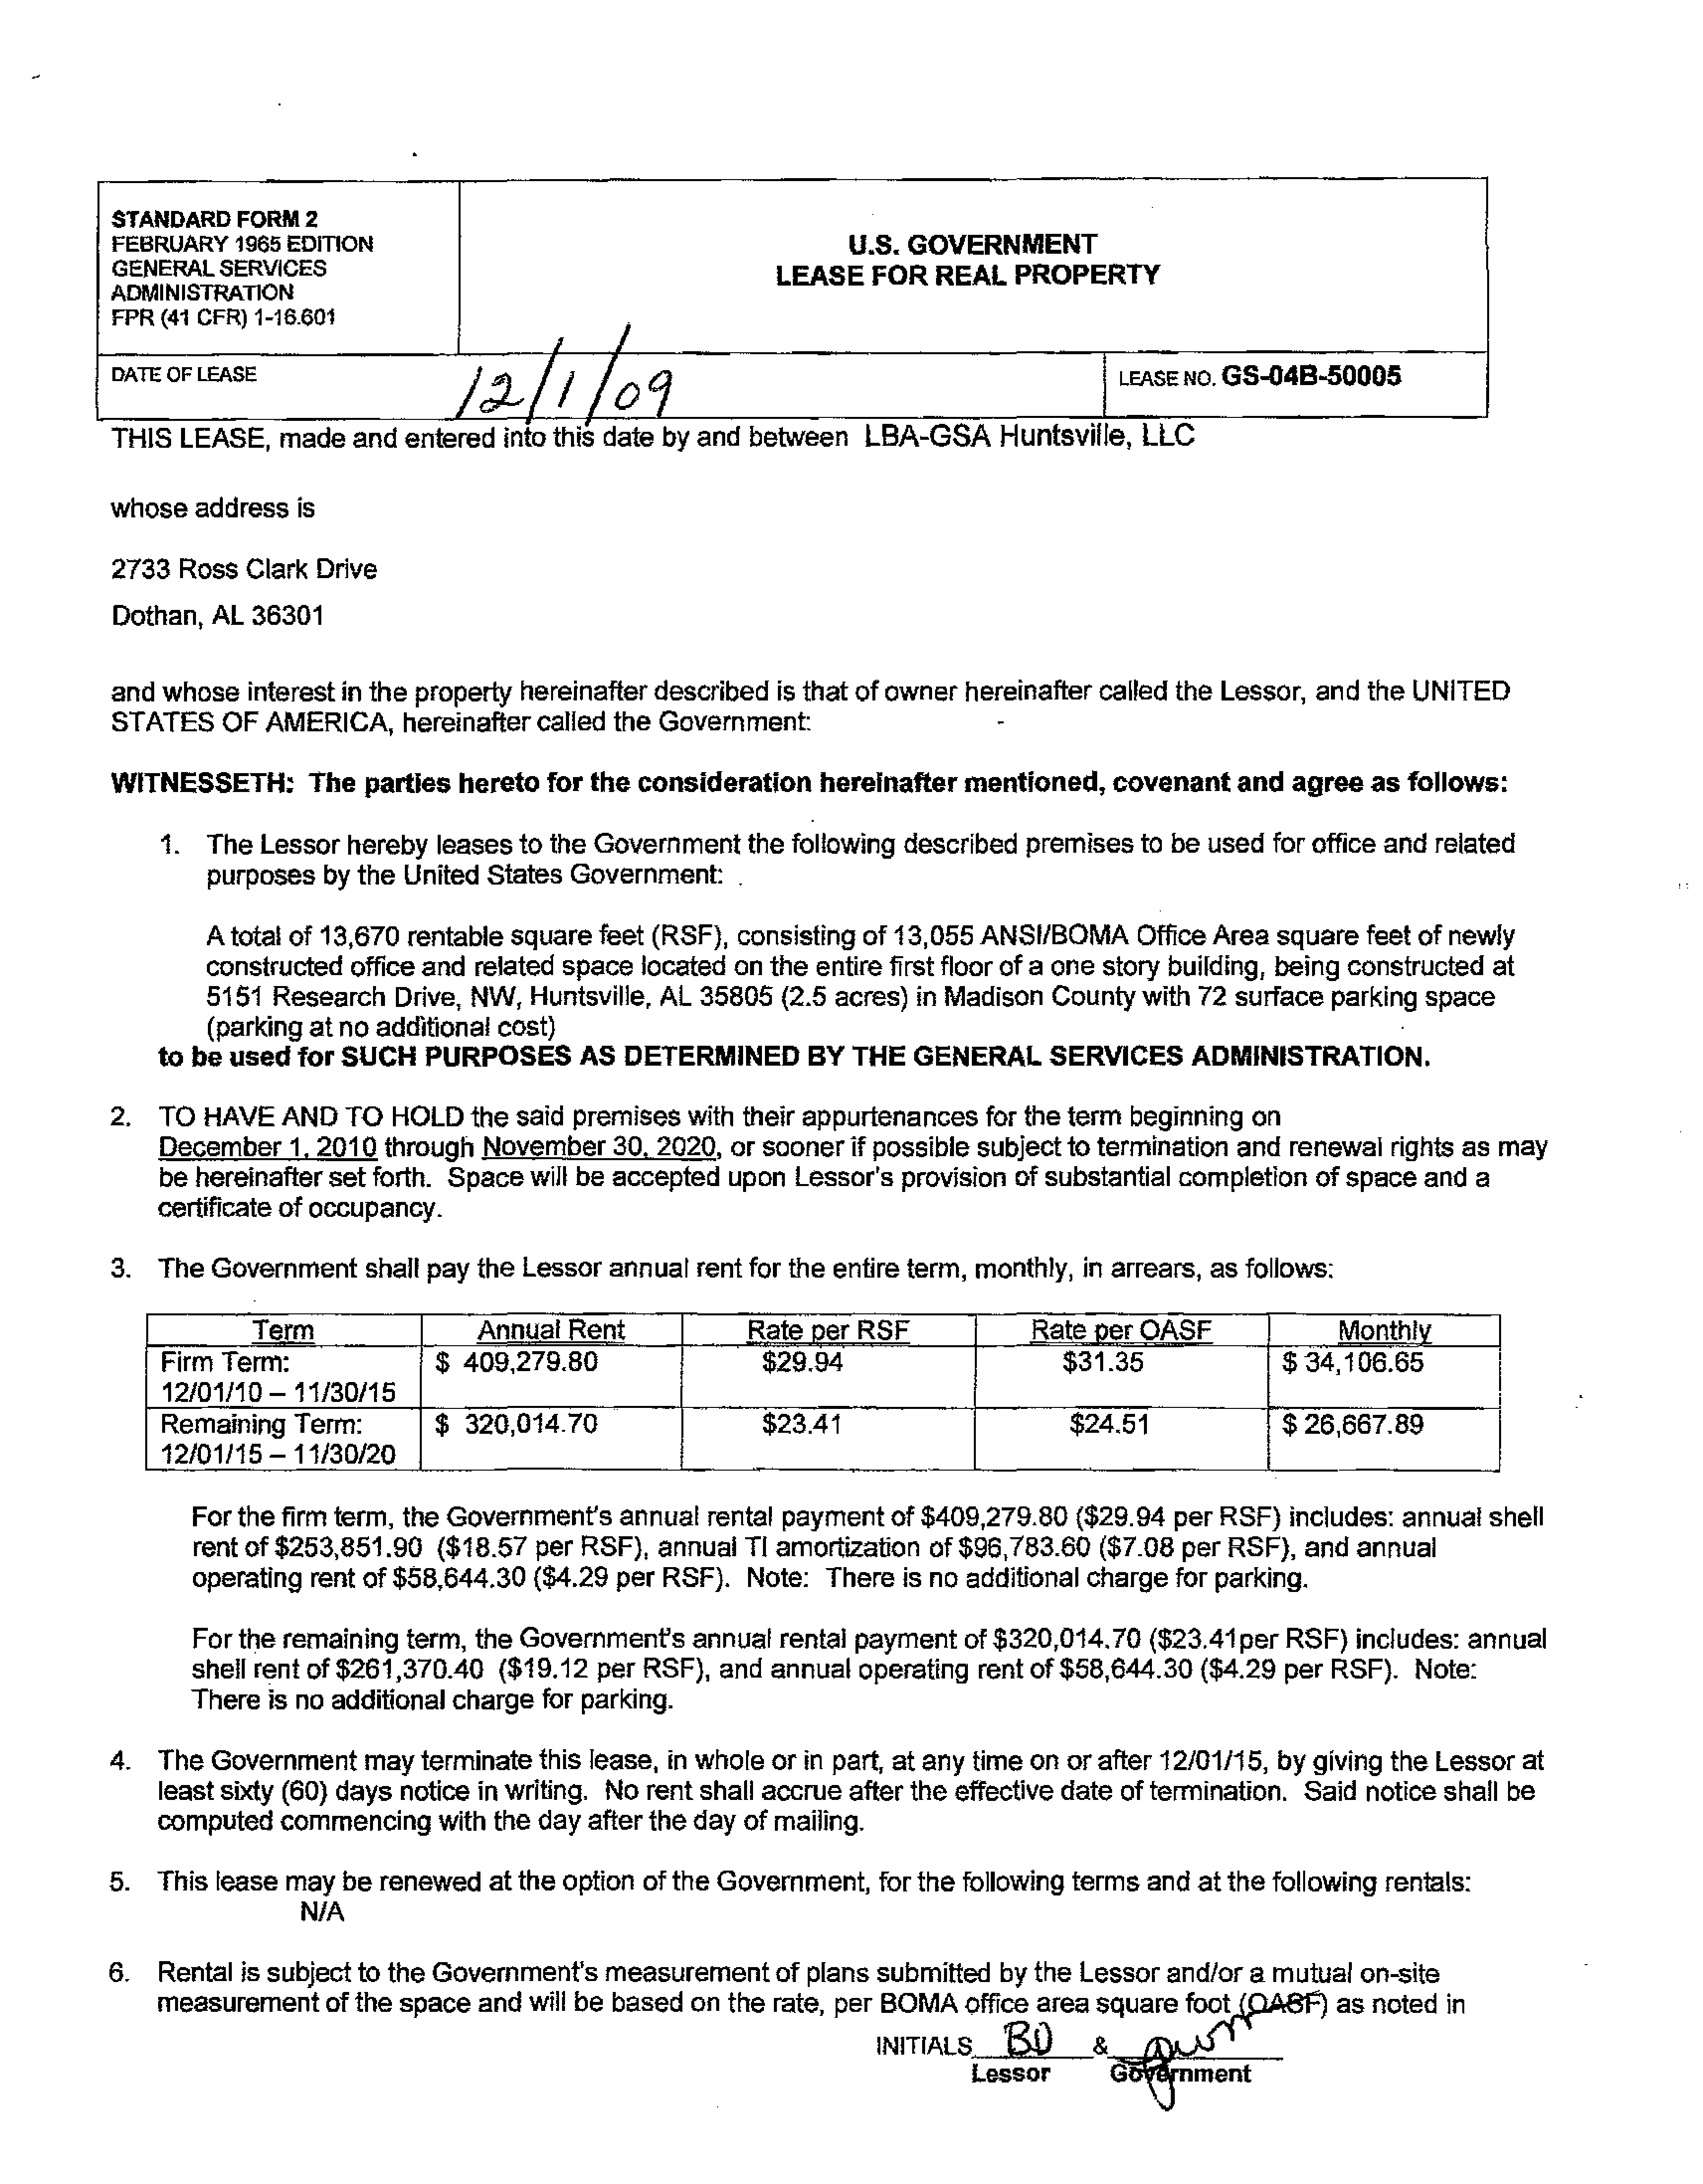 STANDARD FORM 2
FEBRUARY 1965 EDITION
GENERAL SERVICES
ADMINISTRATION
FPR (41 CFR) 1-16.601
U.S. GOVERNMENT
LEASE FOR REAL PROPERTY
DATE OF LEASE 12/1/09 LEASE NO. GS-04B-50005
THIS LEASE, made and entered into this date by and between LBA-GSA Huntsville, LLC
whose address is
2733 Ross Clark Drive
Dothan, AL 36301
and whose interest in the property hereinafter described is that of owner hereinafter called the Lessor, and the UNITED
STATES OF AMERICA, hereinafter called the Government:
WITNESSETH: The parties hereto for the consideration hereinafter mentioned, covenant and agree as follows:
1. The Lessor hereby leases to the Government the following described premises to be used for office and related
purposes by the United States Government:
A total of 13,670 rentable square feet (RSF), consisting of 13,055 ANSI/BOMA Office Area square feet of newly
constructed office and related space located on the entire first floor of a one story building, being constructed at
5151 Research Drive, NW, Huntsville, AL 35805 (2.5 acres) in Madison County with 72 surface parking space
(parking at no additional cost)
to be used for SUCH PURPOSES AS DETERMINED BY THE GENERAL SERVICES ADMINISTRATION.
2. TO HAVE AND TO HOLD the said premises with their appurtenances for the term beginning on
December 1, 2010 through November 30, 2020, or sooner if possible subject to termination and renewal rights as may
be hereinafter set forth. Space will be accepted upon Lessor's provision of substantial completion of space and a
certificate of occupancy.
3. The Government shall pay the Lessor annual rent for the entire term, monthly, in arrears, as follows:
Term Annual Rent Rate per RSF Rate per OASF Monthly
Firm Term: $ 409,279.80 $29.94 $31.35 $ 34,106.65
12/01/10 – 11/30/15
Remaining Term: $ 320,014.70 $23.41 $24.51 $ 26,667.89
12/01/15 – 11/30/20
For the firm term, the Government's annual rental payment of $409,279.80 ($29.94 per RSF) includes: annual shell
rent of $253,851.90 ($18.57 per RSF), annual TI amortization of $96,783.60 ($7.08 per RSF), and annual
operating rent of $58,644.30 ($4.29 per RSF). Note: There is no additional charge for parking.
For the remaining term, the Government's annual rental payment of $320,014.70 ($23.41per RSF) includes: annual
shell rent of $261,370.40 ($19.12 per RSF), and annual operating rent of $58,644.30 ($4.29 per RSF). Note:
There is no additional charge for parking.
4. The Government may terminate this lease, in whole or in part, at any time on or after 12/01/15, by giving the Lessor at
least sixty (60) days notice in writing. No rent shall accrue after the effective date of termination. Said notice shall be
computed commencing with the day after the day of mailing.
5. This lease may be renewed at the option of the Government, for the following terms and at the following rentals:
N/A
6. Rental is subject to the Government's measurement of plans submitted by the Lessor and/or a mutual on-site
measurement of the space and will be based on the rate, per BOMA office area square foot (OASF) as noted in
INITIALS &
Lessor Government